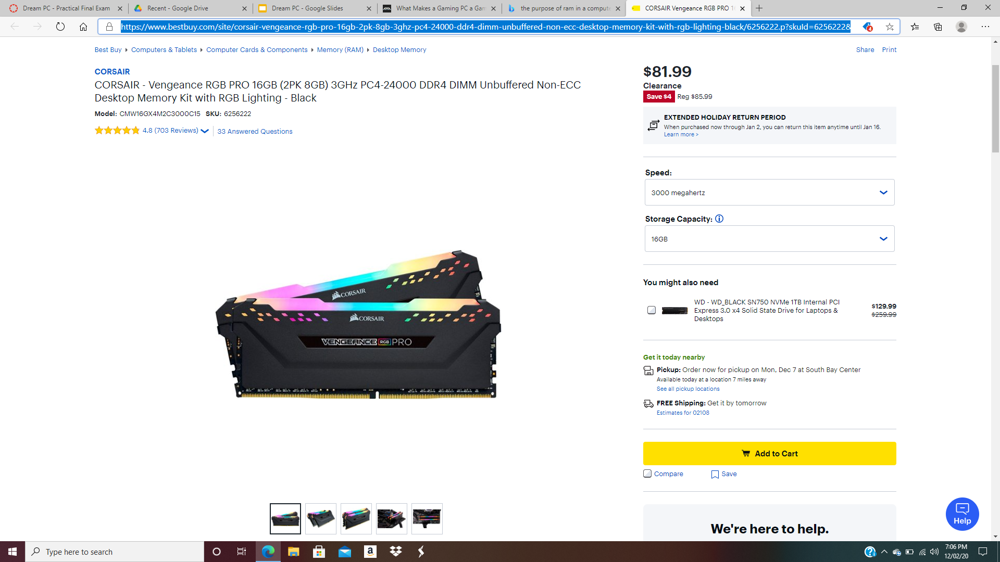 Dream PC - Practical Final Exam
Recent - Google Drive
Dream PC - Google Slides
What Makes a Gaming PC a Gam
the purpose of ram in a compute
CORSAIR Vengeance RGB PRO 1
https://www.bestbuy.com/site/corsair-vengeance-rgb-pro-16gb-2pk-8gb-3ghz-pc4-24000-ddr4-dimm-unbuffered-non-ecc-desktop-memory-kit-with-rgb-lighting-black/6256222.p?skuId=6256222&
4
Best Buy Computers & Tablets Computer Cards & Components Memory (RAM) Desktop Memory
Share Print
CORSAIR
CORSAIR - Vengeance RGB PRO 16GB (2PK 8GB) 3GHz PC4-24000 DDR4 DIMM Unbuffered Non-ECC
Desktop Memory Kit with RGB Lighting - Black
Model: CMW16GX4M2C3000C15 SKU: 6256222
4.8 (703 Reviews) 33 Answered Questions
CORSAIR
CORSAIR
VENGEANCE RGB PRO
$81.99
Clearance
Save $4 Reg $85.99
EXTENDED HOLIDAY RETURN PERIOD
When purchased now through Jan 2, you can return this item anytime until Jan 16.
Learn more >
Speed:
3000 megahertz
Storage Capacity:
16GB
You might also need
WD - WD_BLACK SN750 NVMe 1TB Internal PCI
Express 3.0 x4 Solid State Drive for Laptops &
Desktops
$129.99
$259.99
Get it today nearby
Pickup: Order now for pickup on Mon, Dec 7 at South Bay Center
Available today at a location 7 miles away
See all pickup locations
FREE Shipping: Get it by tomorrow
Estimates for 02108
Add to Cart
Compare Save
We're here to help.
Help
Type here to search
a
7:06 PM
12/02/20